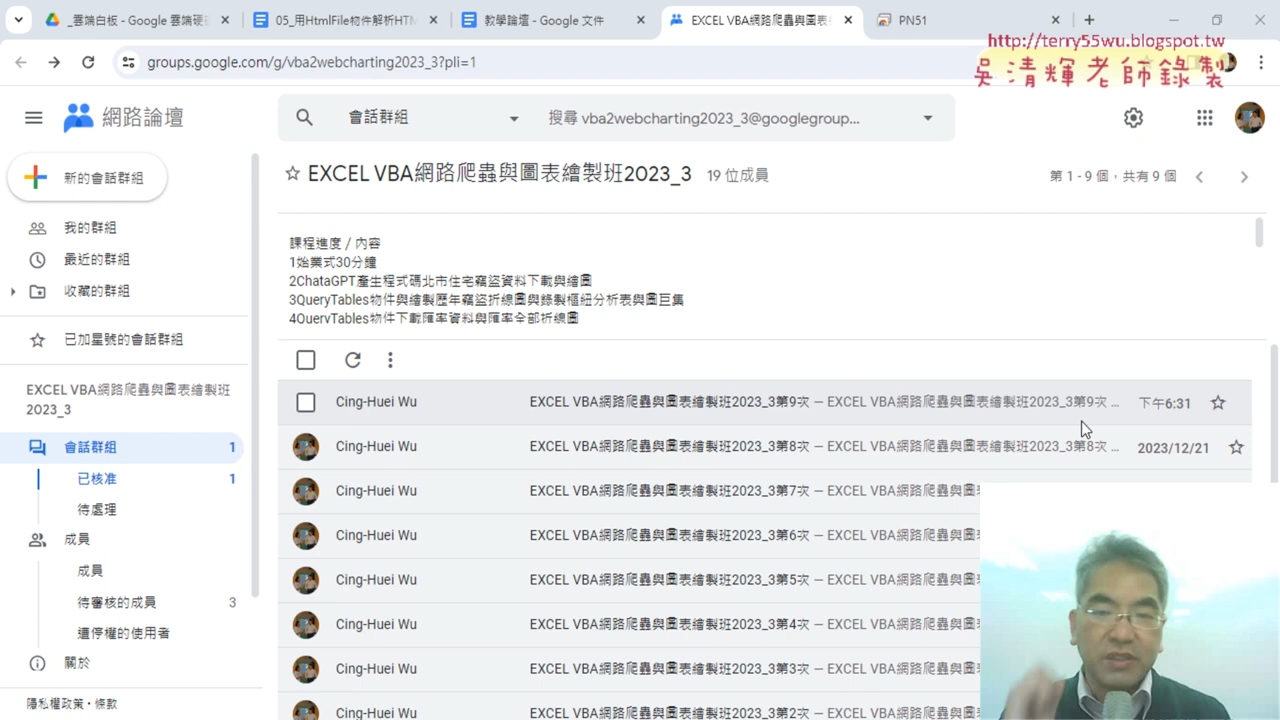 _雲端白板 - Google 雲端硬
05_用HtmlFile物件解析HTM
教學論壇 - Google 文件
EXCEL VBA網路爬蟲與圖表
PN51
http://terry55wu.blogspot.tw
吳清輝老師錄製
groups.google.com/g/vba2webcharting2023_3?pli=1
網路論壇
會話群組
搜尋 vba2webcharting2023_3@googlegroup...
新的會話群組
EXCEL VBA網路爬蟲與圖表繪製班2023_3
19 位成員
第 1 - 9 個，共有 9 個
我的群組
最近的群組
收藏的群組
已加星號的會話群組
課程進度 / 內容
1始業式30分鐘
2ChataGPT產生程式碼北市住宅竊盜資料下載與繪圖
3QueryTables物件與繪製歷年竊盜折線圖與錄製樞紐分析表與圖巨集
4QueryTables物件下載匯率資料與匯率全部折線圖
EXCEL VBA網路爬蟲與圖表繪製班
2023_3
會話群組 1
已核准 1
待處理
成員
成員
待審核的成員 3
遭停權的使用者
關於
隱私權政策・條款
Cing-Huei Wu EXCEL VBA網路爬蟲與圖表繪製班2023_3第9次 – EXCEL VBA網路爬蟲與圖表繪製班2023_3第9次 ... 下午6:31
Cing-Huei Wu EXCEL VBA網路爬蟲與圖表繪製班2023_3第8次 – EXCEL VBA網路爬蟲與圖表繪製班2023_3第8次 ... 2023/12/21
Cing-Huei Wu EXCEL VBA網路爬蟲與圖表繪製班2023_3第7次 – EXCEL VBA網路爬蟲與圖
Cing-Huei Wu EXCEL VBA網路爬蟲與圖表繪製班2023_3第6次 – EXCEL VBA網路爬蟲與圖
Cing-Huei Wu EXCEL VBA網路爬蟲與圖表繪製班2023_3第5次 – EXCEL VBA網路爬蟲與圖
Cing-Huei Wu EXCEL VBA網路爬蟲與圖表繪製班2023_3第4次 – EXCEL VBA網路爬蟲與圖
Cing-Huei Wu EXCEL VBA網路爬蟲與圖表繪製班2023_3第3次 – EXCEL VBA網路爬蟲與圖
Cing-Huei Wu EXCEL VBA網路爬蟲與圖表繪製班2023_3第2次 – EXCEL VBA網路爬蟲與圖